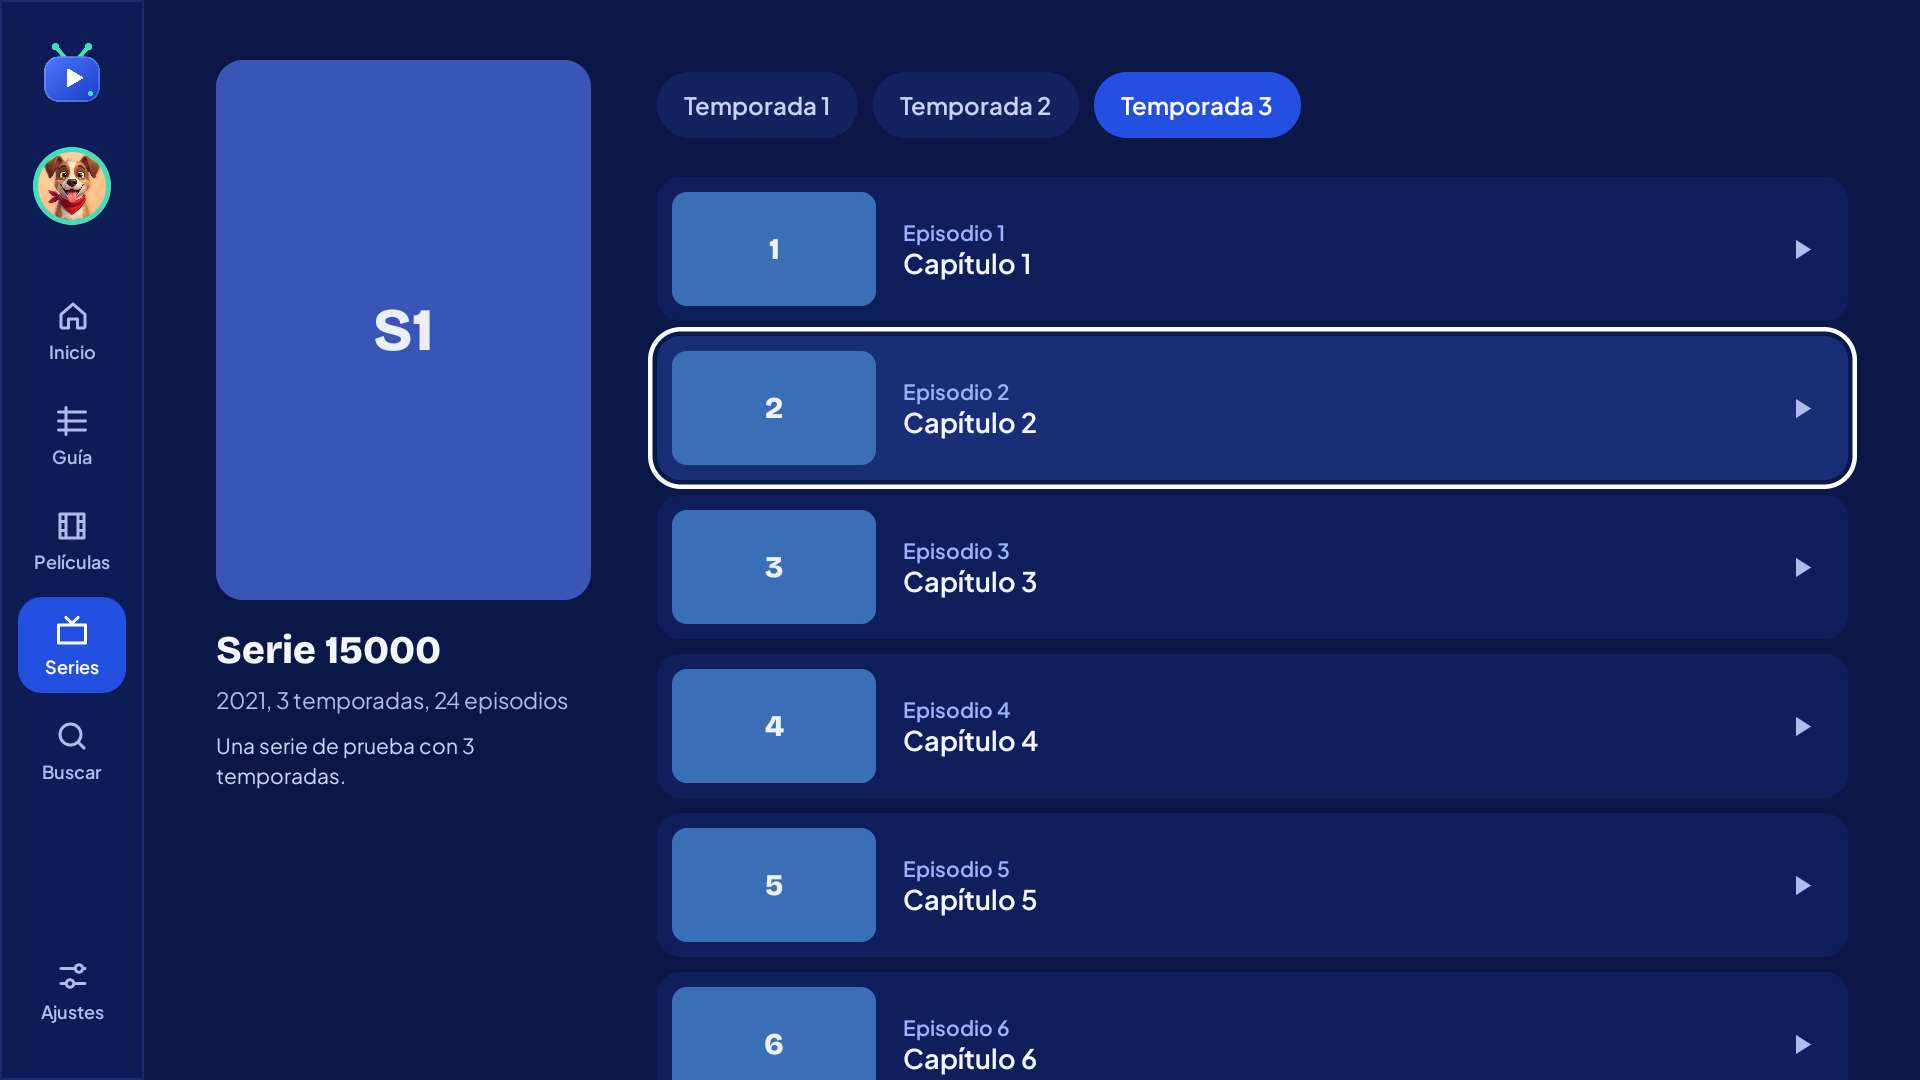 Inicio
Guía
Películas
Series
Buscar
Ajustes
S1
Serie 15000
2021, 3 temporadas, 24 episodios
Una serie de prueba con 3
temporadas.
Temporada 1
Temporada 2
Temporada 3
1
Episodio 1
Capítulo 1
2
Episodio 2
Capítulo 2
3
Episodio 3
Capítulo 3
4
Episodio 4
Capítulo 4
5
Episodio 5
Capítulo 5
6
Episodio 6
Capítulo 6